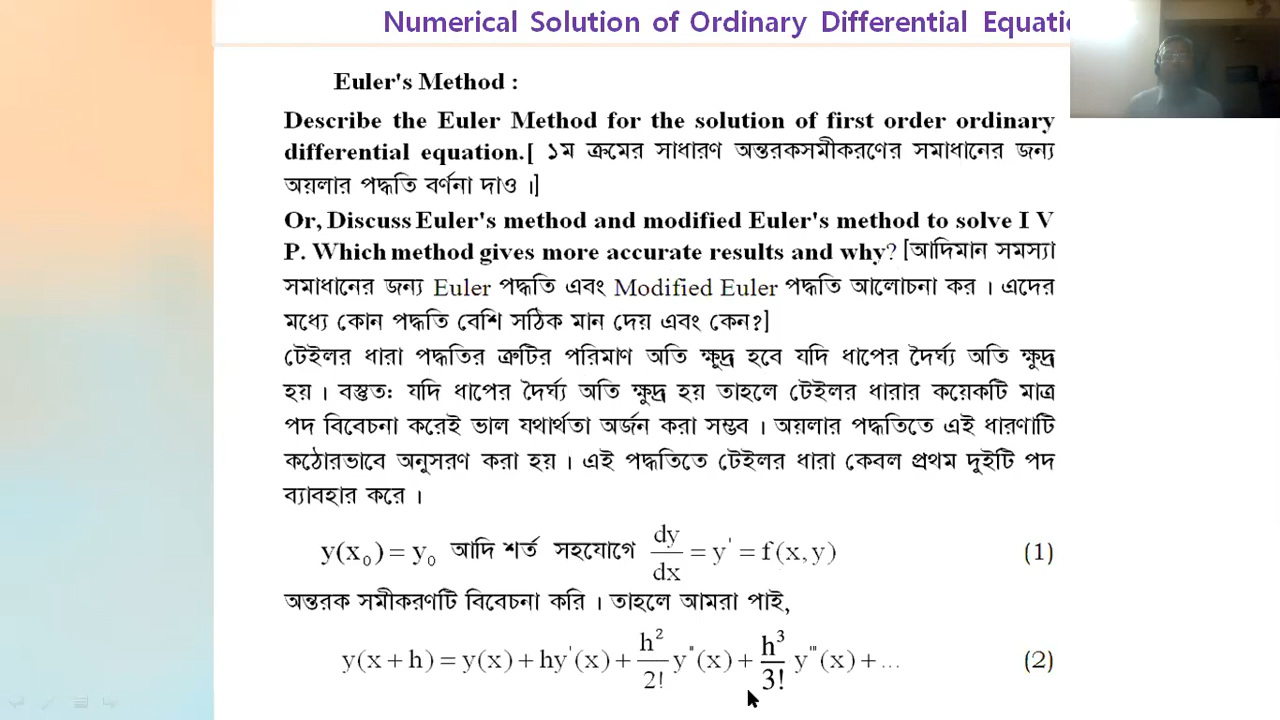 Numerical Solution of Ordinary Differential Equatio
Euler's Method :
Describe the Euler Method for the solution of first order ordinary
differential equation.[ ১ম ক্রমের সাধারণ অন্তরকসমীকরণের সমাধানের জন্য
অয়লার পদ্ধতি বর্ণনা দাও ।]
Or, Discuss Euler's method and modified Euler's method to solve I V
P. Which method gives more accurate results and why? [আদিমান সমস্যা
সমাধানের জন্য Euler পদ্ধতি এবং Modified Euler পদ্ধতি আলোচনা কর । এদের
মধ্যে কোন পদ্ধতি বেশি সঠিক মান দেয় এবং কেন?]
টেইলর ধারা পদ্ধতির ত্রুটির পরিমাণ অতি ক্ষুদ্র হবে যদি ধাপের দৈর্ঘ্য অতি ক্ষুদ্র
হয় । বস্তুত: যদি ধাপের দৈর্ঘ্য অতি ক্ষুদ্র হয় তাহলে টেইলর ধারার কয়েকটি মাত্র
পদ বিবেচনা করেই ভাল যথার্থতা অর্জন করা সম্ভব । অয়লার পদ্ধতিতে এই ধারণাটি
কঠোরভাবে অনুসরণ করা হয় । এই পদ্ধতিতে টেইলর ধারা কেবল প্রথম দুইটি পদ
ব্যাবহার করে ।
y(x₀) = y₀ আদি শর্ত সহযোগে dy/dx = y' = f(x, y) (1)
অন্তরক সমীকরণটি বিবেচনা করি । তাহলে আমরা পাই,
y(x + h) = y(x) + hy'(x) + h²/2! y''(x) + h³/3! y'''(x) + ... (2)